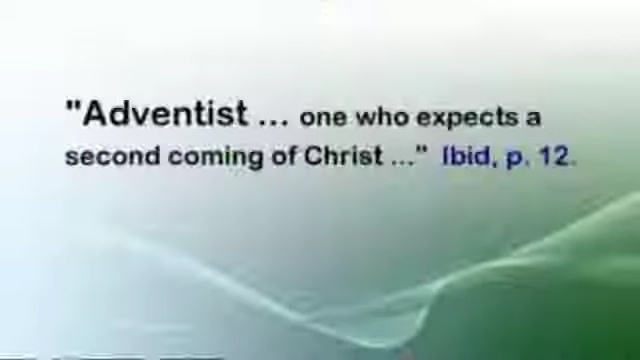 "Adventist ... one who expects a
second coming of Christ ..." Ibid, p. 12.